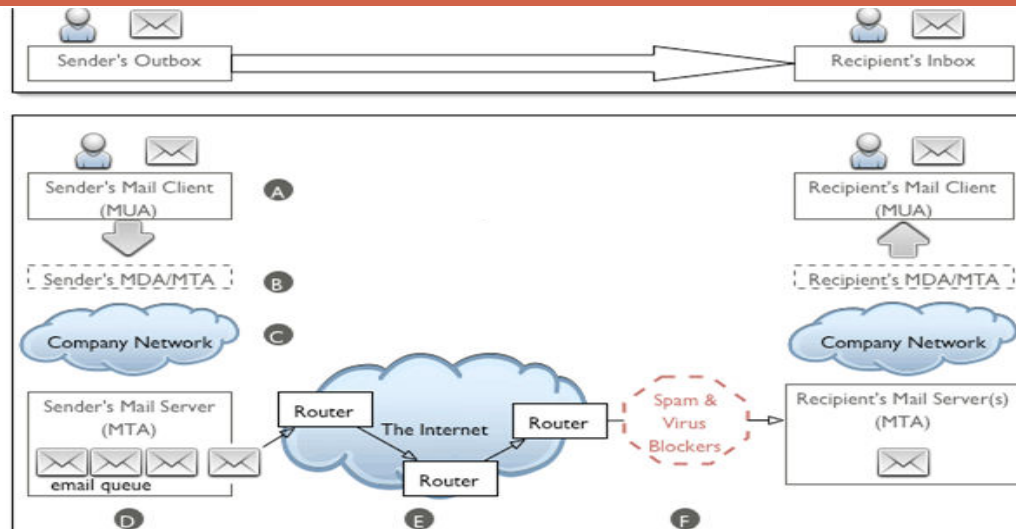 Sender's Outbox
Recipient's Inbox
Sender's Mail Client
(MUA)
A
Recipient's Mail Client
(MUA)
Sender's MDA/MTA
B
Recipient's MDA/MTA
Company Network
C
Company Network
Sender's Mail Server
(MTA)
email queue
Router
The Internet
Router
Router
Spam &
Virus
Blockers
Recipient's Mail Server(s)
(MTA)
D
E
F